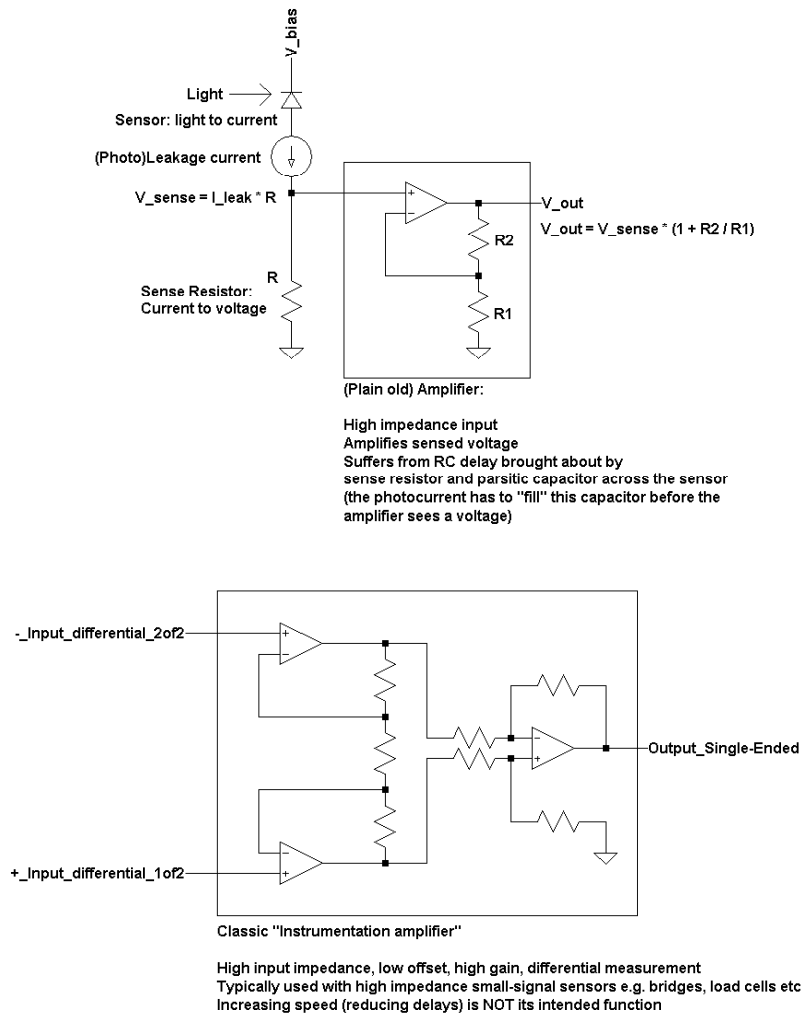 V_bias
Light
Sensor: light to current
(Photo)Leakage current
V_sense = I_leak * R
+
−
V_out
V_out = V_sense * (1 + R2 / R1)
R2
R
Sense Resistor:
Current to voltage
R1
(Plain old) Amplifier:
High impedance input
Amplifies sensed voltage
Suffers from RC delay brought about by
sense resistor and parsitic capacitor across the sensor
(the photocurrent has to "fill" this capacitor before the
amplifier sees a voltage)
-_Input_differential_2of2
+
−
−
+
Output_Single-Ended
−
+
+_Input_differential_1of2
Classic "Instrumentation amplifier"
High input impedance, low offset, high gain, differential measurement
Typically used with high impedance small-signal sensors e.g. bridges, load cells etc
Increasing speed (reducing delays) is NOT its intended function